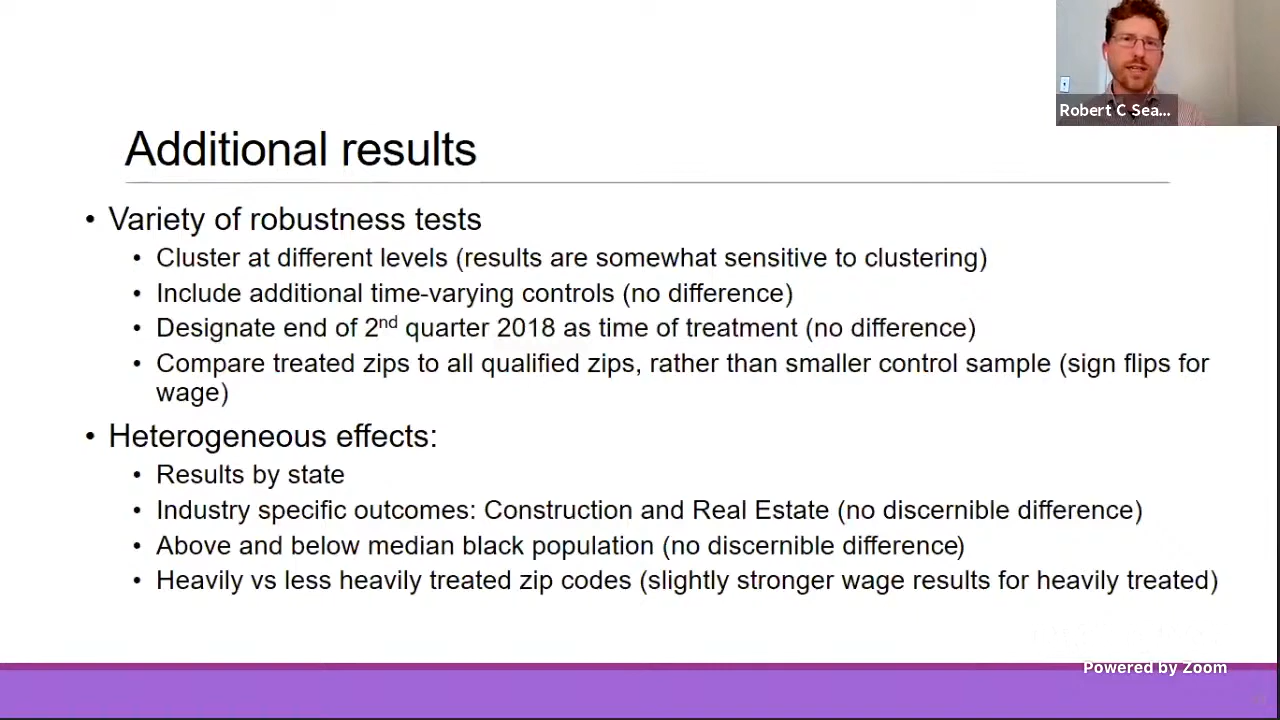 Robert C Sea...
Additional results
• Variety of robustness tests
• Cluster at different levels (results are somewhat sensitive to clustering)
• Include additional time-varying controls (no difference)
• Designate end of 2nd quarter 2018 as time of treatment (no difference)
• Compare treated zips to all qualified zips, rather than smaller control sample (sign flips for
wage)
• Heterogeneous effects:
• Results by state
• Industry specific outcomes: Construction and Real Estate (no discernible difference)
• Above and below median black population (no discernible difference)
• Heavily vs less heavily treated zip codes (slightly stronger wage results for heavily treated)
Powered by Zoom